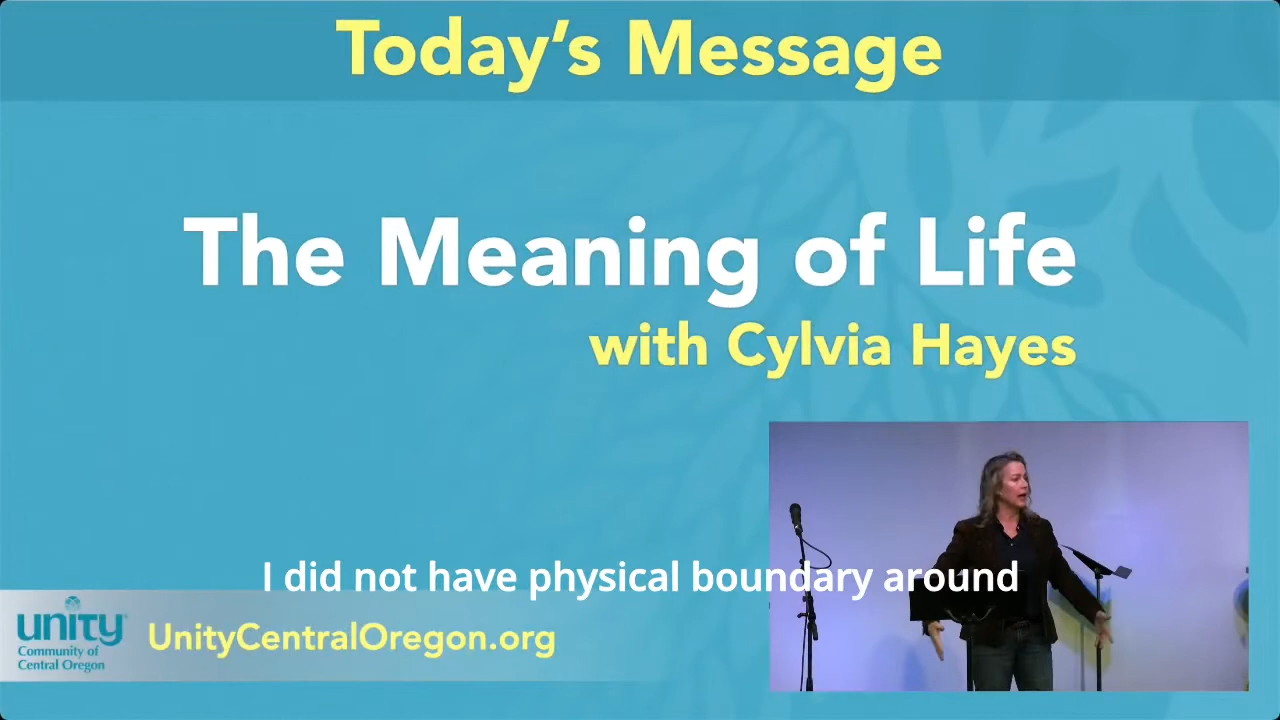 Today's Message
The Meaning of Life
with Cylvia Hayes
I did not have physical boundary around
unity
Community of
Central Oregon
UnityCentralOregon.org